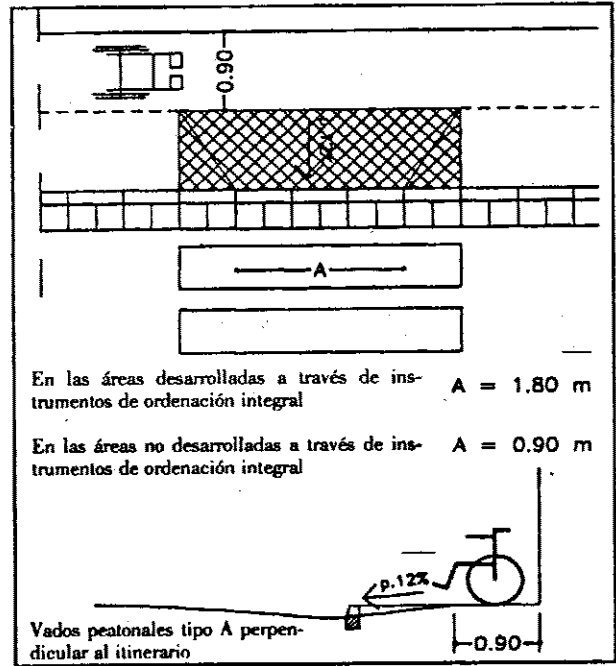 0.90
A
En las áreas desarrolladas a través de ins-
trumentos de ordenación integral
A = 1.80 m
En las áreas no desarrolladas a través de ins-
trumentos de ordenación integral
A = 0.90 m
p.12%
Vados peatonales tipo A perpen-
dicular al itinerario
0.90